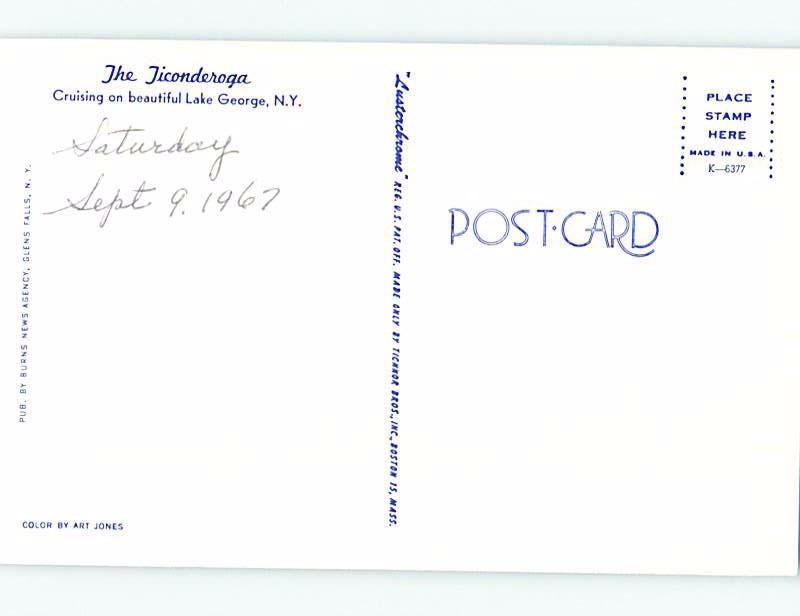 The Ticonderoga
Cruising on beautiful Lake George, N.Y.
Saturday
Sept 9. 1967
PUB. BY BURNS NEWS AGENCY, GLENS FALLS, N. Y.
COLOR BY ART JONES
"Lusterchrome" REG. U.S. PAT. OFF. MADE ONLY BY TICHNOR BROS., INC., BOSTON 15, MASS.
PLACE
STAMP
HERE
MADE IN U.S.A.
K—6377
POST·CARD